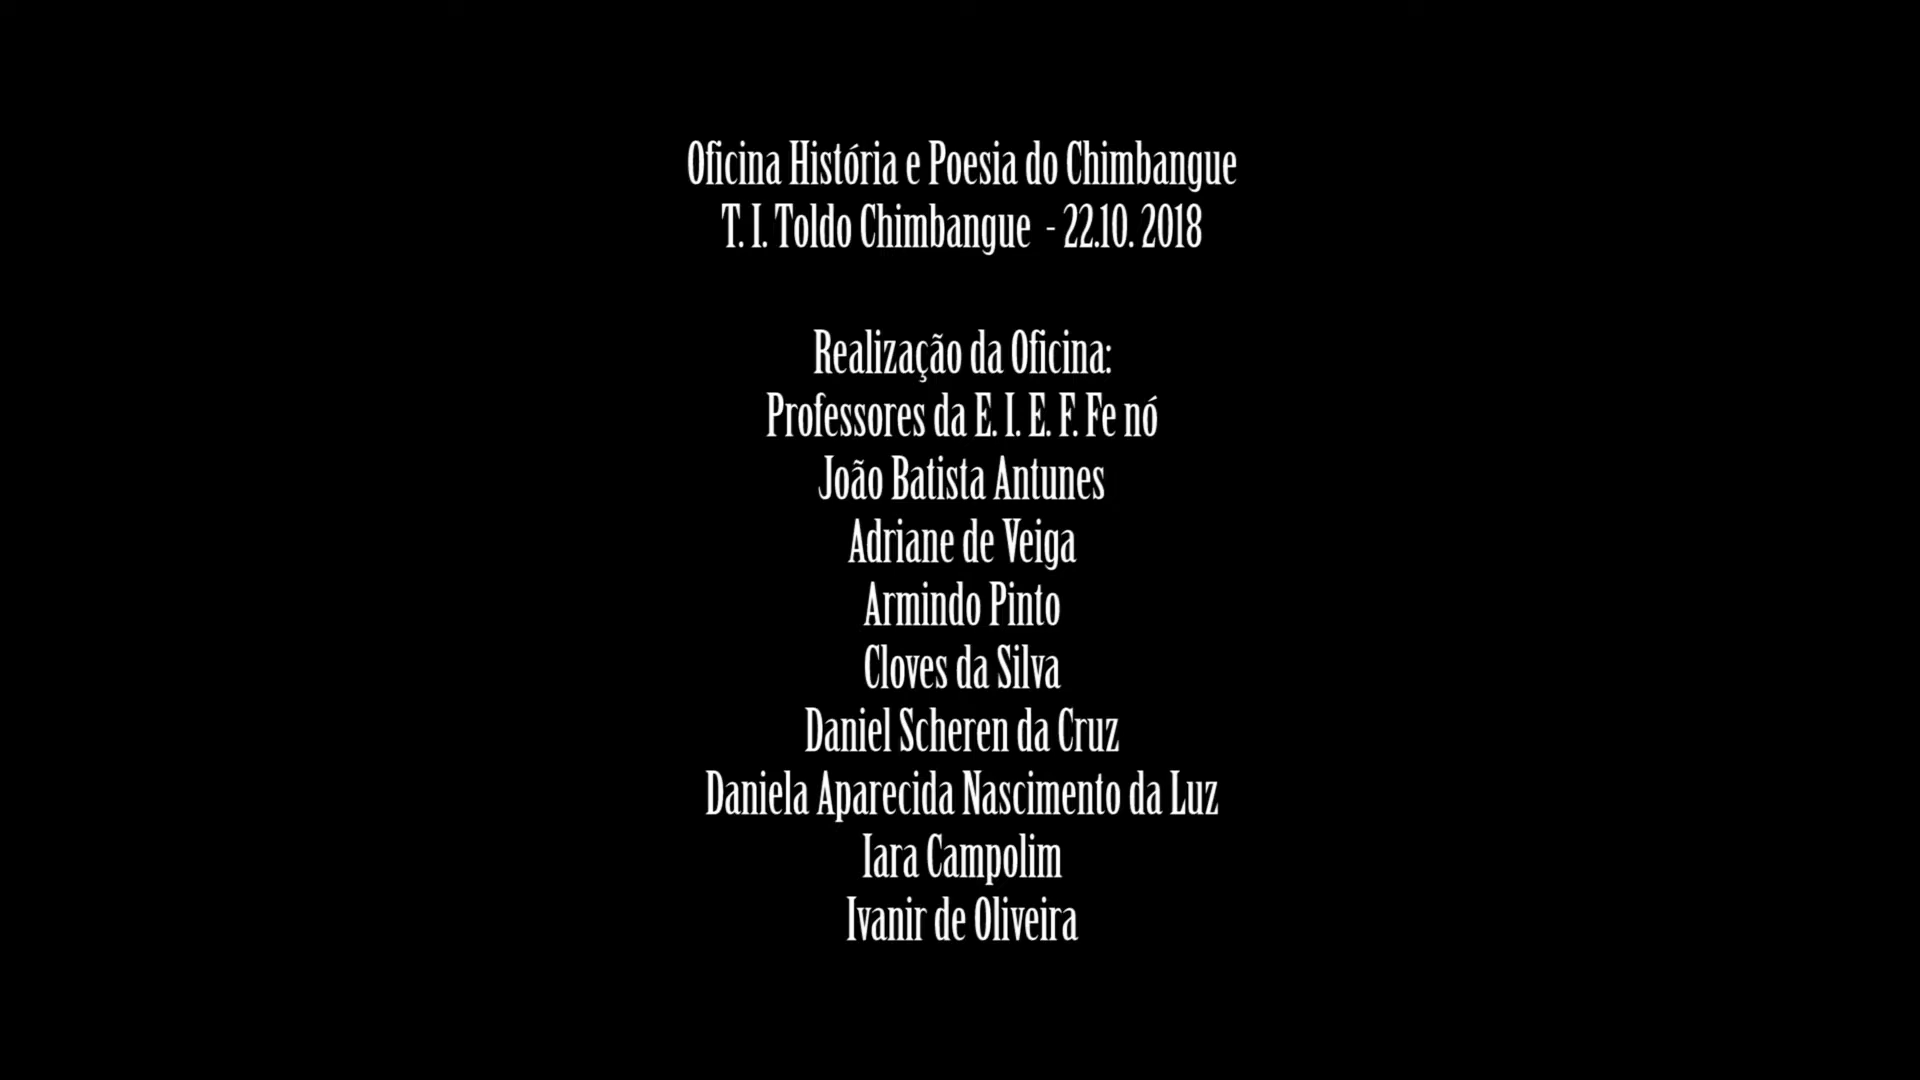 Oficina História e Poesia do Chimbangue
T. I. Toldo Chimbangue - 22.10. 2018
Realização da Oficina:
Professores da E. I. E. F. Fe nó
João Batista Antunes
Adriane de Veiga
Armindo Pinto
Cloves da Silva
Daniel Scheren da Cruz
Daniela Aparecida Nascimento da Luz
Iara Campolim
Ivanir de Oliveira